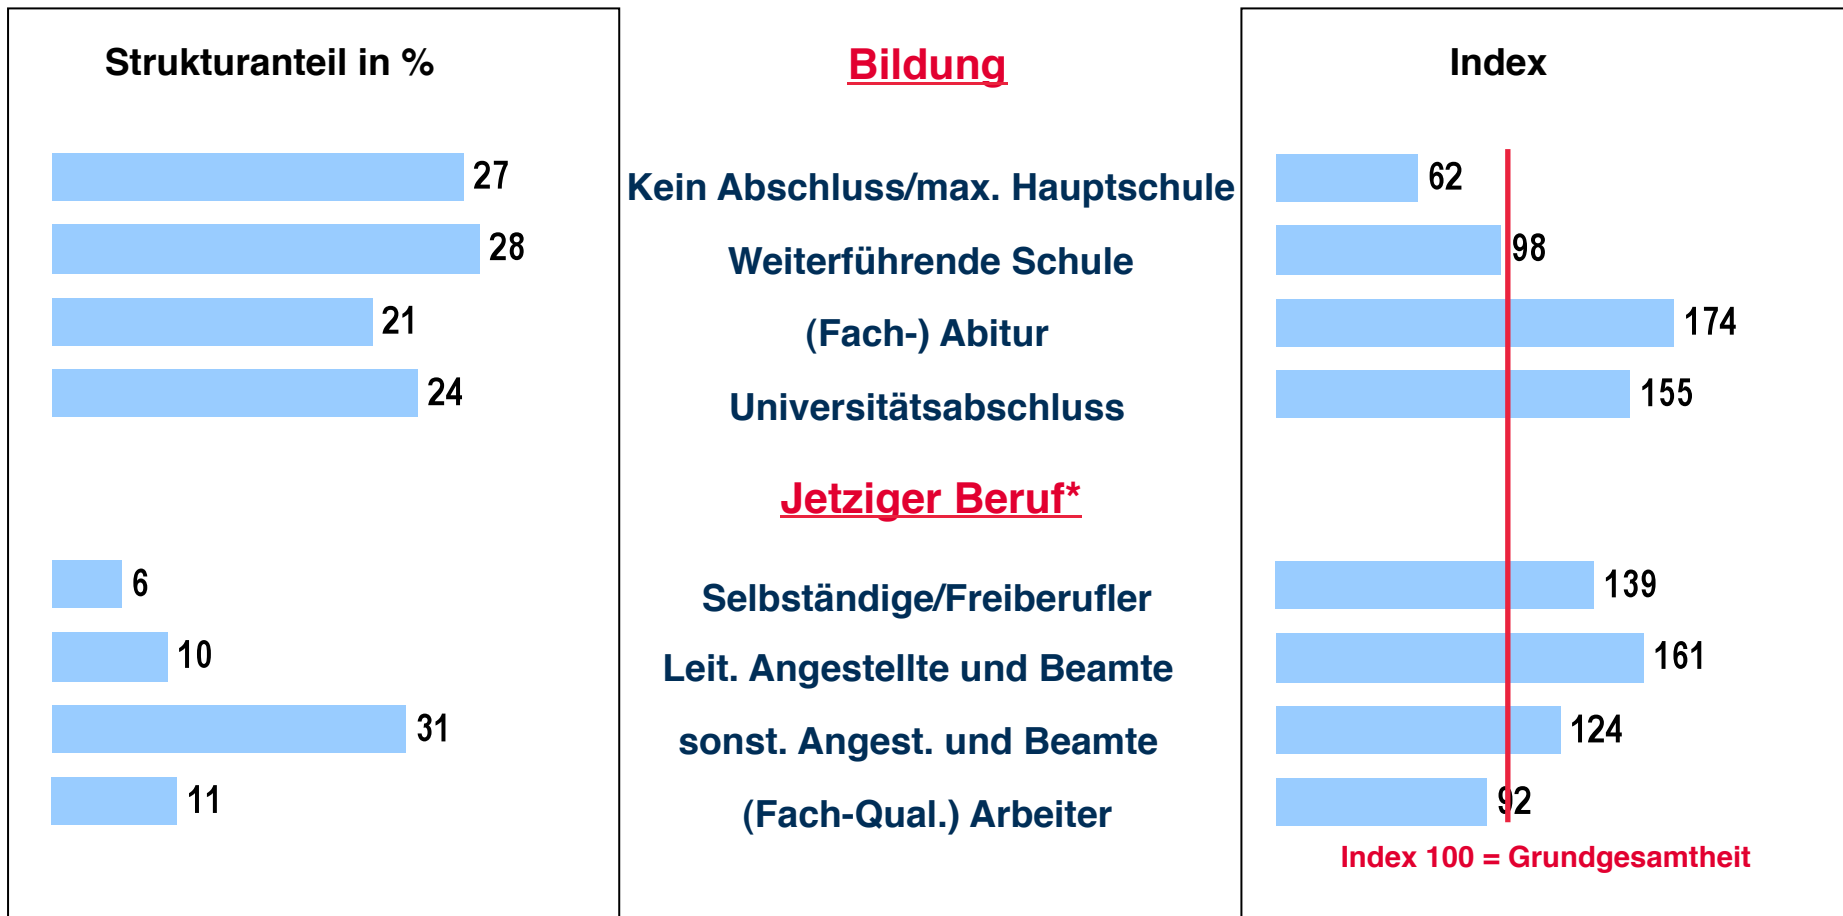 Strukturanteil in %
Bildung
Index
27 Kein Abschluss/max. Hauptschule 62
28 Weiterführende Schule 98
21 (Fach-) Abitur 174
24 Universitätsabschluss 155
Jetziger Beruf*
6 Selbständige/Freiberufler 139
10 Leit. Angestellte und Beamte 161
31 sonst. Angest. und Beamte 124
11 (Fach-Qual.) Arbeiter 92
Index 100 = Grundgesamtheit